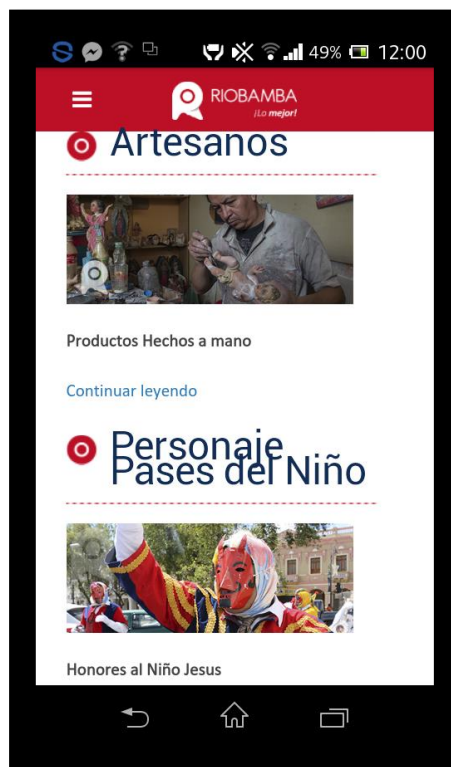 49% 12:00
RIOBAMBA
¡Lo mejor!
Artesanos
Productos Hechos a mano
Continuar leyendo
Personaje
Pases del Niño
Honores al Niño Jesus